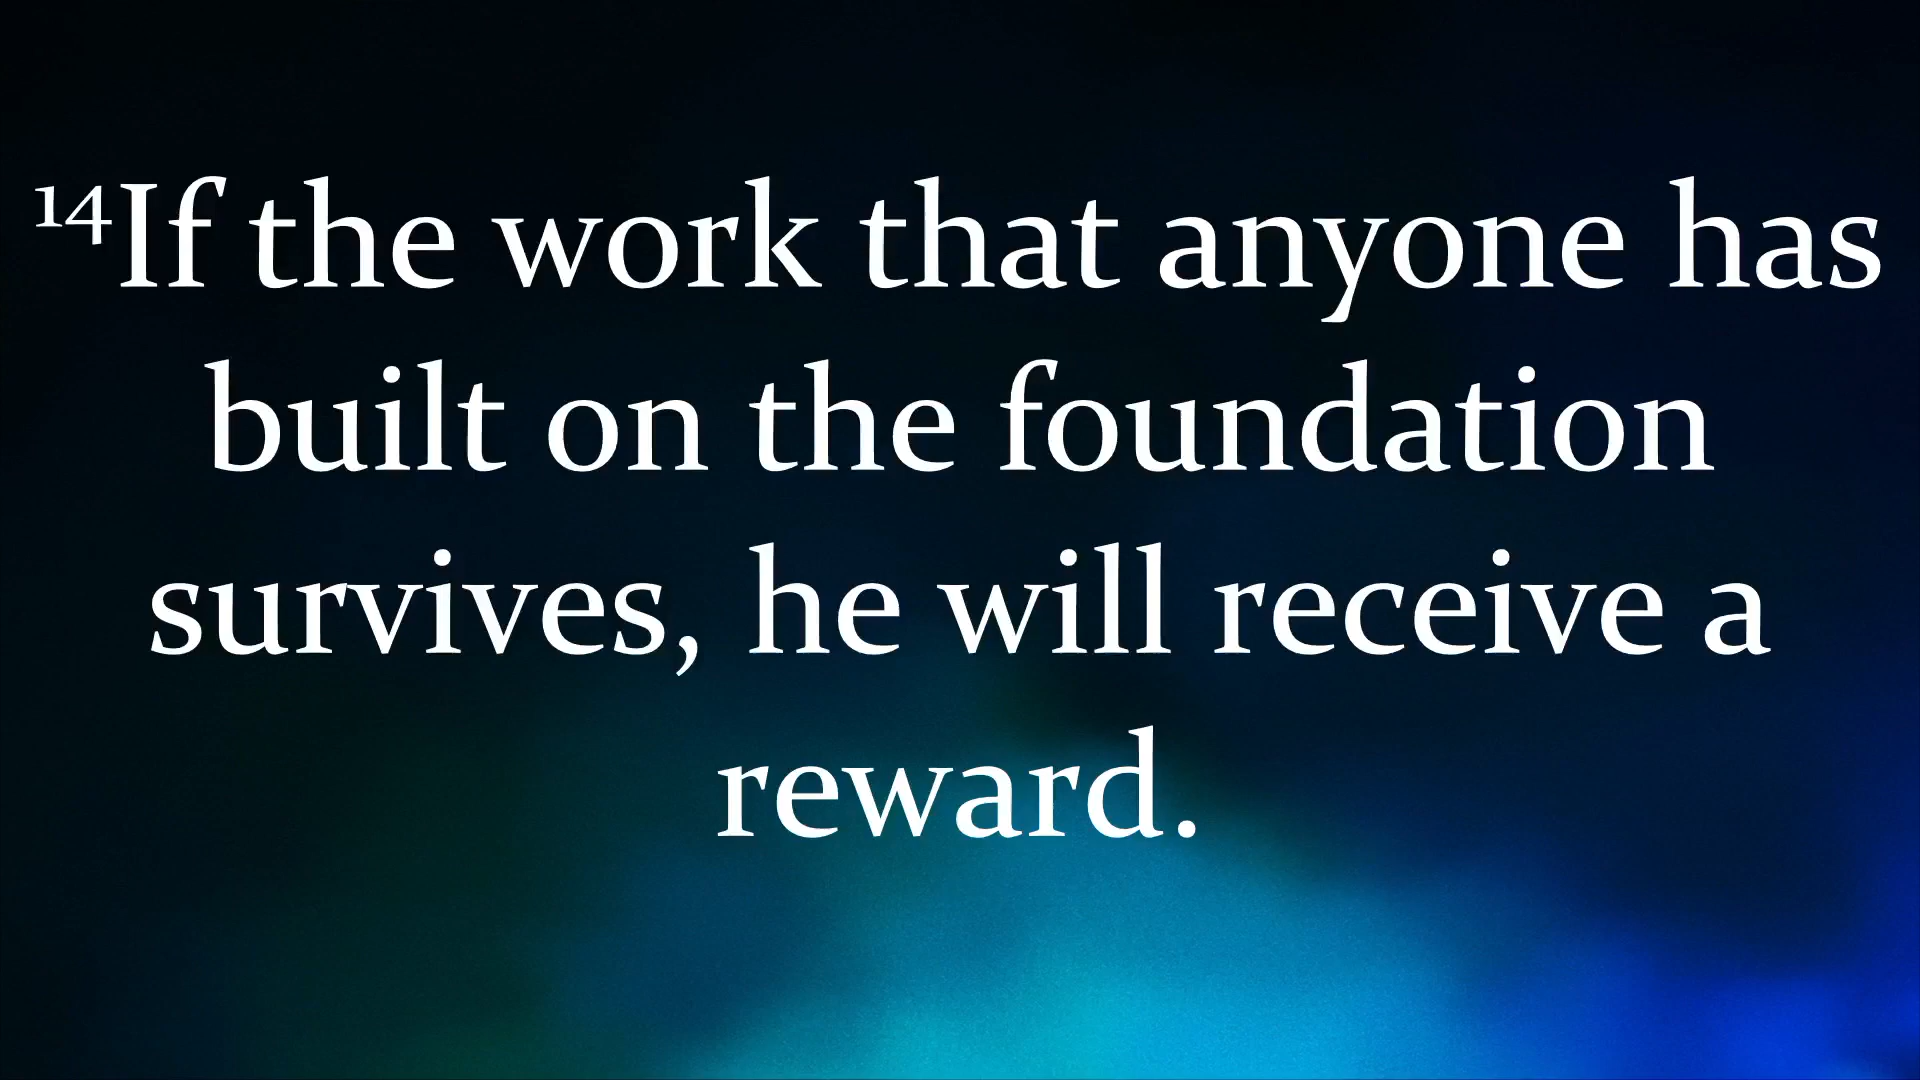 ¹⁴If the work that anyone has
built on the foundation
survives, he will receive a
reward.